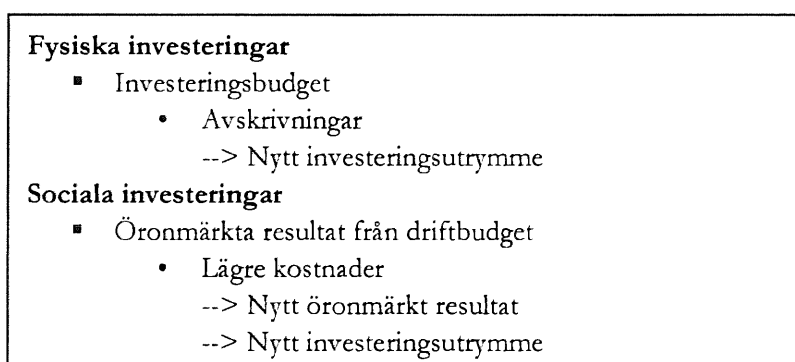 Fysiska investeringar
▪ Investeringsbudget
• Avskrivningar
--> Nytt investeringsutrymme
Sociala investeringar
▪ Öronmärkta resultat från driftbudget
• Lägre kostnader
--> Nytt öronmärkt resultat
--> Nytt investeringsutrymme